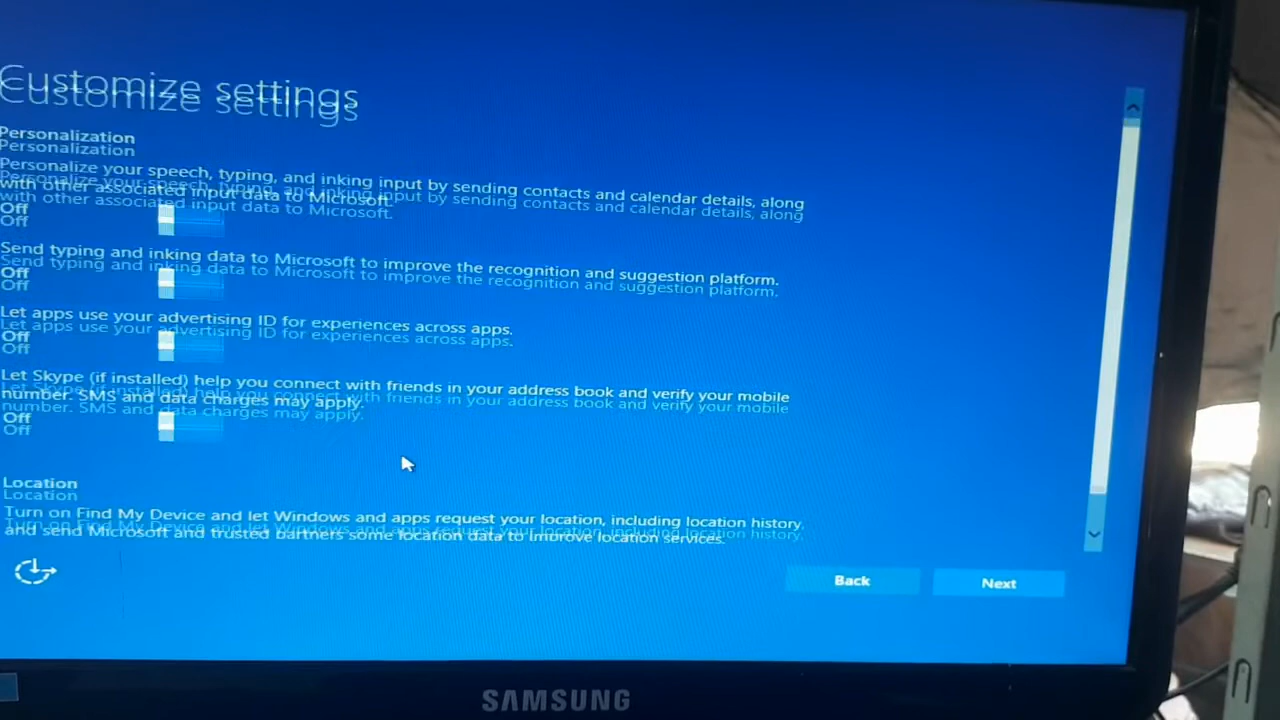 Customize settings
Personalization
Personalize your speech, typing, and inking input by sending contacts and calendar details, along
with other associated input data to Microsoft.
Off
Send typing and inking data to Microsoft to improve the recognition and suggestion platform.
Off
Let apps use your advertising ID for experiences across apps.
Off
Let Skype (if installed) help you connect with friends in your address book and verify your mobile
number. SMS and data charges may apply.
Off
Location
Turn on Find My Device and let Windows and apps request your location, including location history,
and send Microsoft and trusted partners some location data to improve location services.
Back
Next
SAMSUNG